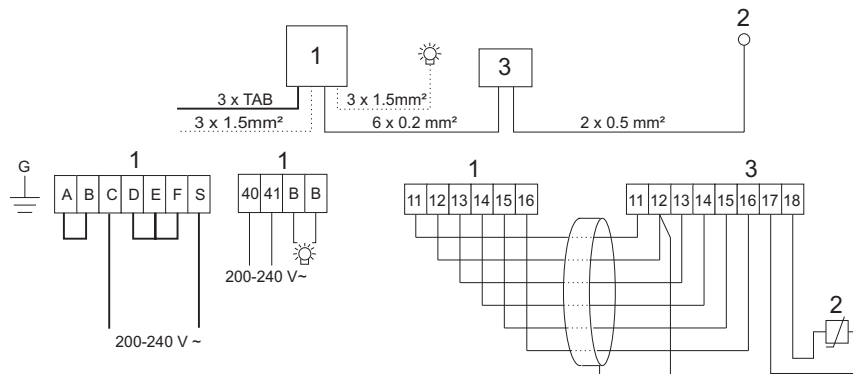 2
1
3
3 x TAB
3 x 1.5mm²
3 x 1.5mm²
6 x 0.2 mm²
2 x 0.5 mm²
G
1
1
1
3
A B C D E F S
40 41 B B
11 12 13 14 15 16
11 12 13 14 15 16 17 18
200-240 V~
2
200-240 V ~